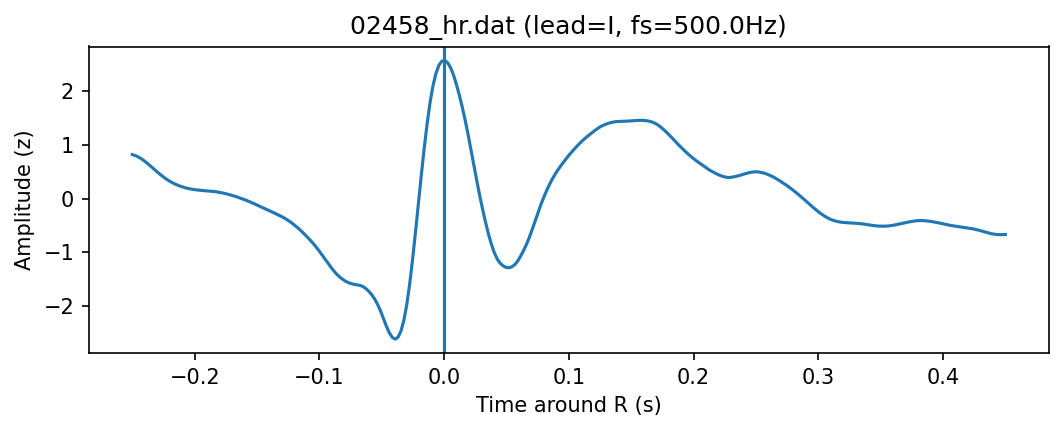 02458_hr.dat (lead=I, fs=500.0Hz)
Amplitude (z)
2
1
0
−1
−2
−0.2 −0.1 0.0 0.1 0.2 0.3 0.4
Time around R (s)